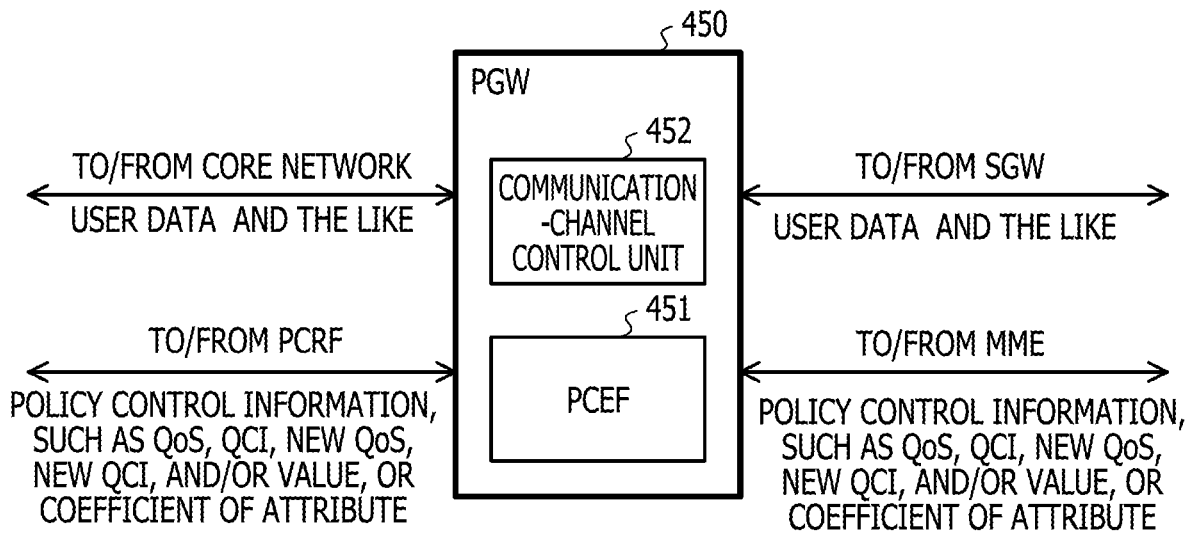 450
PGW
452
TO/FROM CORE NETWORK
USER DATA AND THE LIKE
COMMUNICATION
-CHANNEL
CONTROL UNIT
TO/FROM SGW
USER DATA AND THE LIKE
451
TO/FROM PCRF
POLICY CONTROL INFORMATION,
SUCH AS QoS, QCI, NEW QoS,
NEW QCI, AND/OR VALUE, OR
COEFFICIENT OF ATTRIBUTE
PCEF
TO/FROM MME
POLICY CONTROL INFORMATION,
SUCH AS QoS, QCI, NEW QoS,
NEW QCI, AND/OR VALUE, OR
COEFFICIENT OF ATTRIBUTE